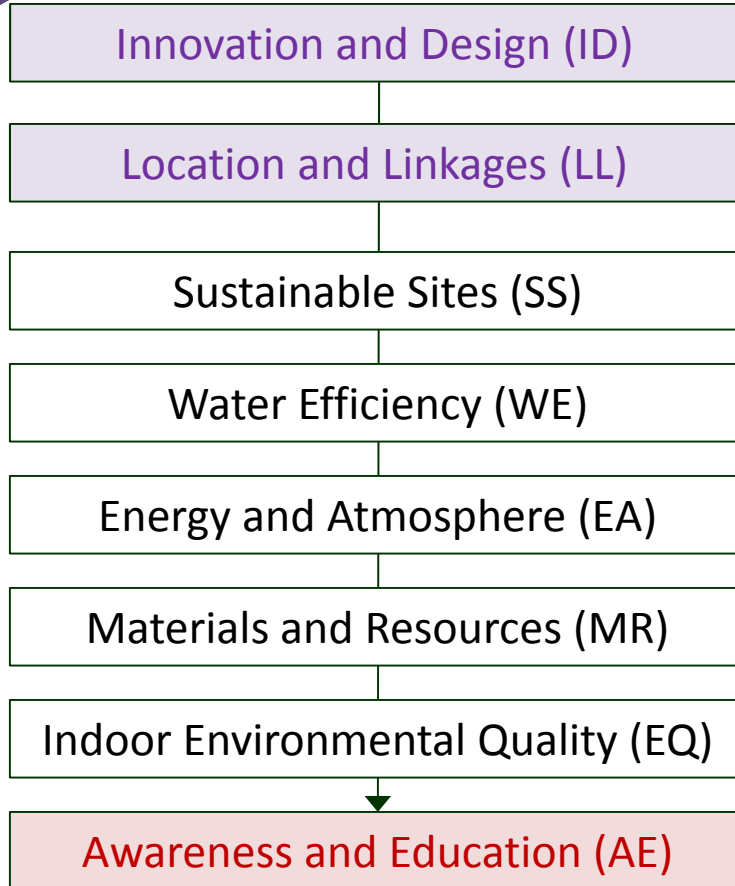 Innovation and Design (ID)
Location and Linkages (LL)
Sustainable Sites (SS)
Water Efficiency (WE)
Energy and Atmosphere (EA)
Materials and Resources (MR)
Indoor Environmental Quality (EQ)
Awareness and Education (AE)